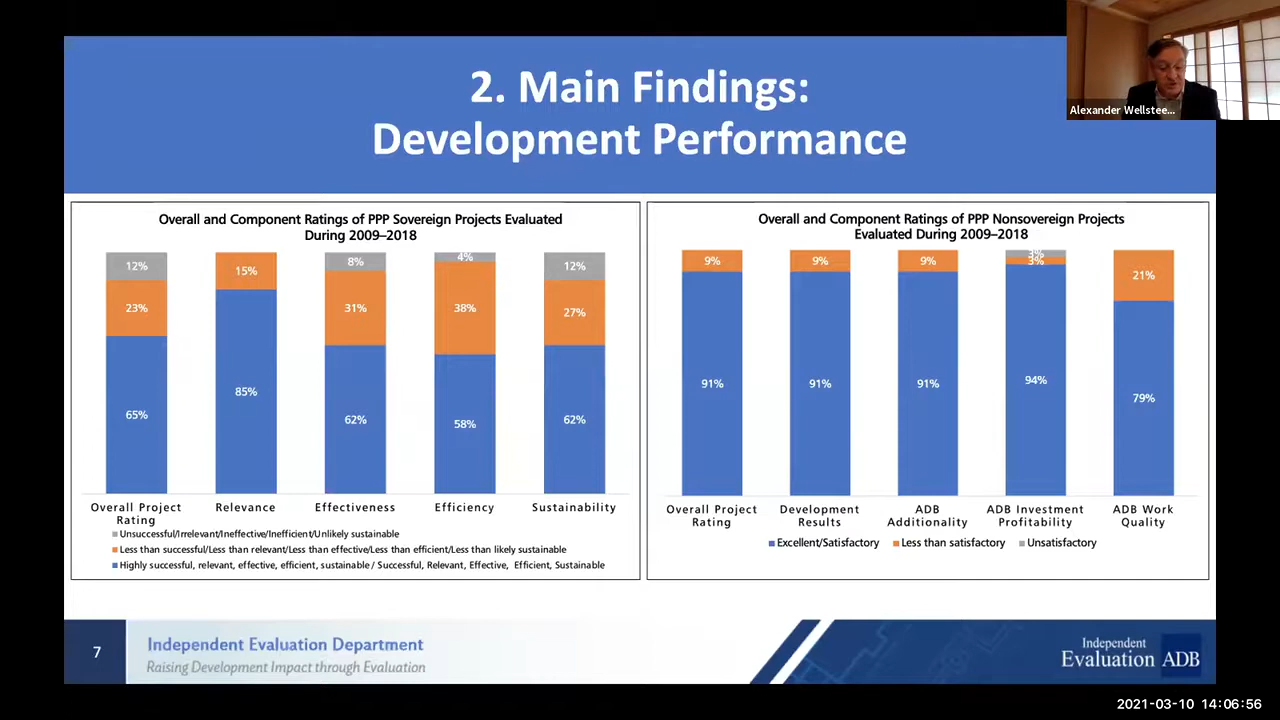 2. Main Findings:
Development Performance
Alexander Wellstee...
Overall and Component Ratings of PPP Sovereign Projects Evaluated
During 2009–2018
12%
23%
65%
15%
85%
8%
31%
62%
4%
38%
58%
12%
27%
62%
Overall Project
Rating
Relevance
Effectiveness
Efficiency
Sustainability
Unsuccessful/Irrelevant/Ineffective/Inefficient/Unlikely sustainable
Less than successful/Less than relevant/Less than effective/Less than efficient/Less than likely sustainable
Highly successful, relevant, effective, efficient, sustainable / Successful, Relevant, Effective, Efficient, Sustainable
Overall and Component Ratings of PPP Nonsovereign Projects
Evaluated During 2009–2018
9%
91%
9%
91%
9%
91%
3%
3%
94%
21%
79%
Overall Project
Rating
Development
Results
ADB
Additionality
ADB Investment
Profitability
ADB Work
Quality
Excellent/Satisfactory
Less than satisfactory
Unsatisfactory
7
Independent Evaluation Department
Raising Development Impact through Evaluation
Independent
Evaluation ADB
2021-03-10 14:06:56